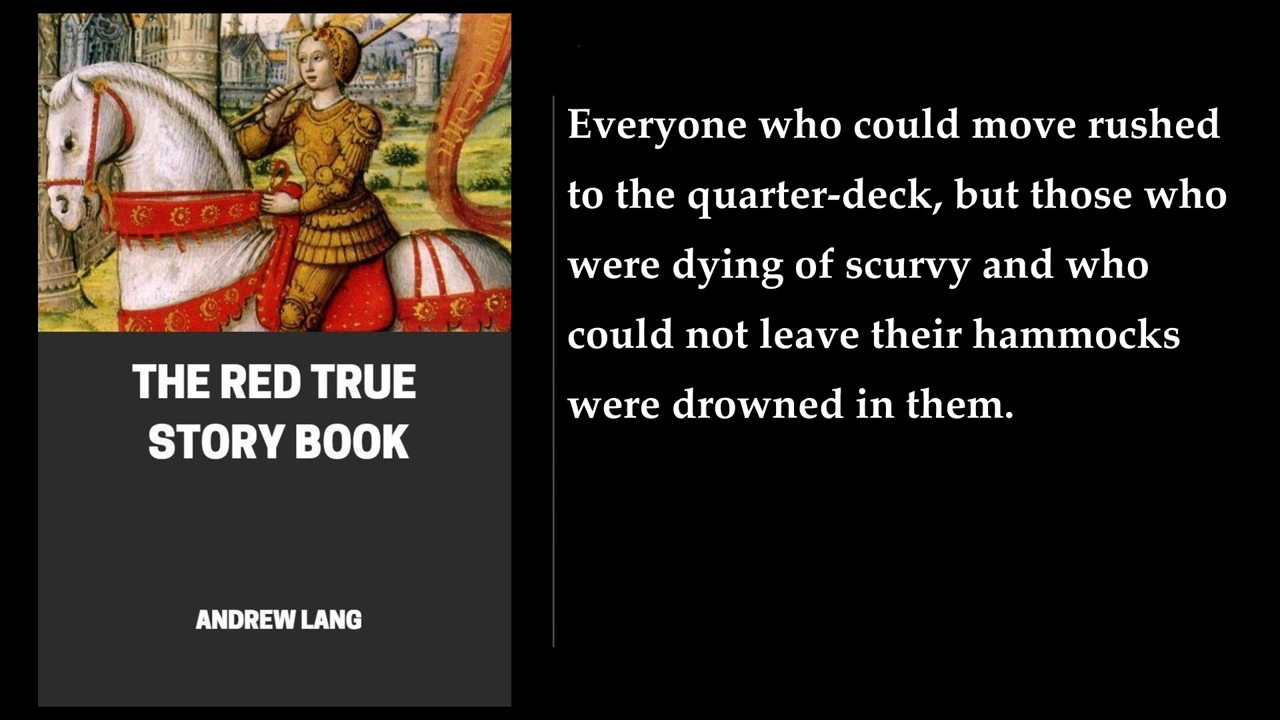 THE RED TRUE
STORY BOOK
ANDREW LANG
Everyone who could move rushed
to the quarter-deck, but those who
were dying of scurvy and who
could not leave their hammocks
were drowned in them.